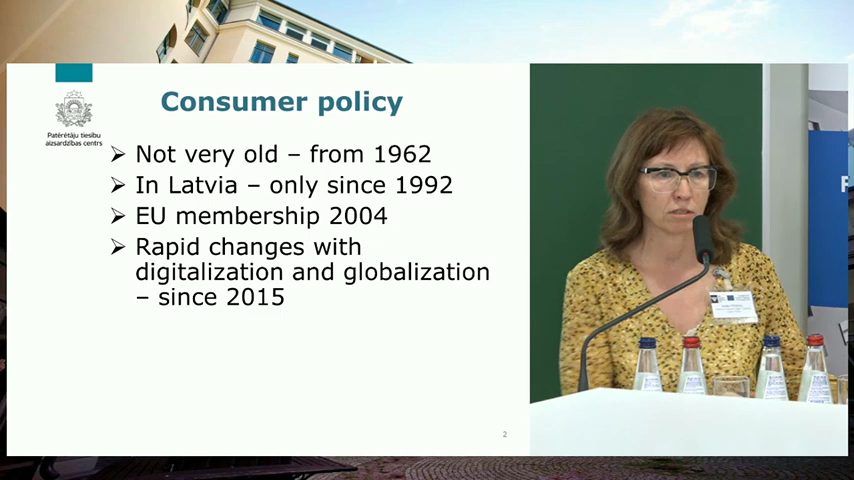 Consumer policy
Patērētāju tiesību
aizsardzības centrs
➢ Not very old – from 1962
➢ In Latvia – only since 1992
➢ EU membership 2004
➢ Rapid changes with
digitalization and globalization
– since 2015
2